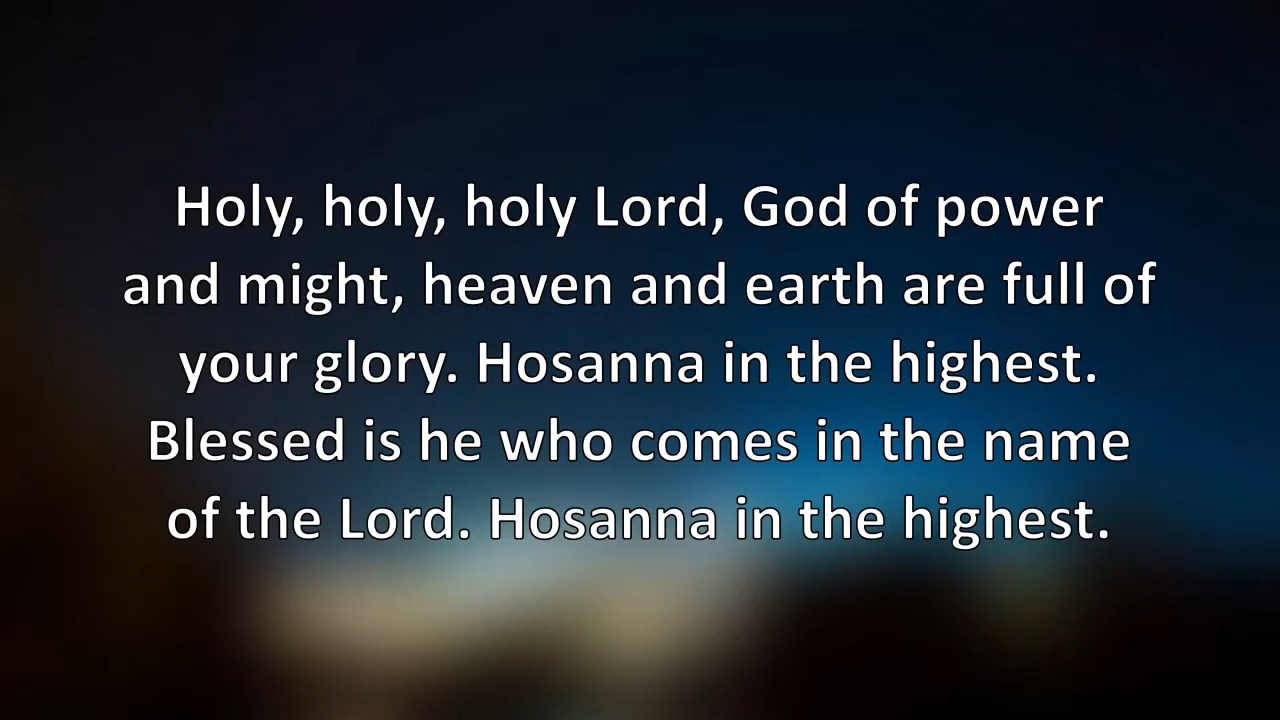 Holy, holy, holy Lord, God of power
and might, heaven and earth are full of
your glory. Hosanna in the highest.
Blessed is he who comes in the name
of the Lord. Hosanna in the highest.